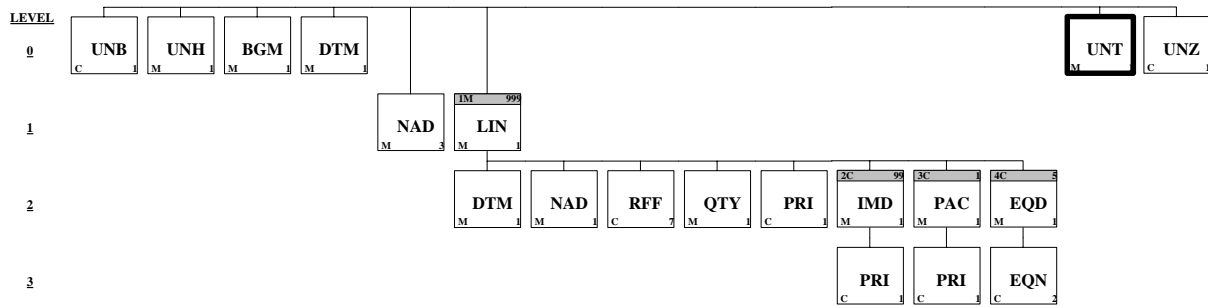 LEVEL
0 UNB UNH BGM DTM UNT UNZ
C 1 M 1 M 1 M 1 M C 1
1M 999
1 NAD LIN
M 3 M 1
2C 99 3C 1 4C 5
2 DTM NAD RFF QTY PRI IMD PAC EQD
M 1 M 1 C 7 M 1 C 1 M 1 M 1 M 1
3 PRI PRI EQN
C 1 C 1 C 2